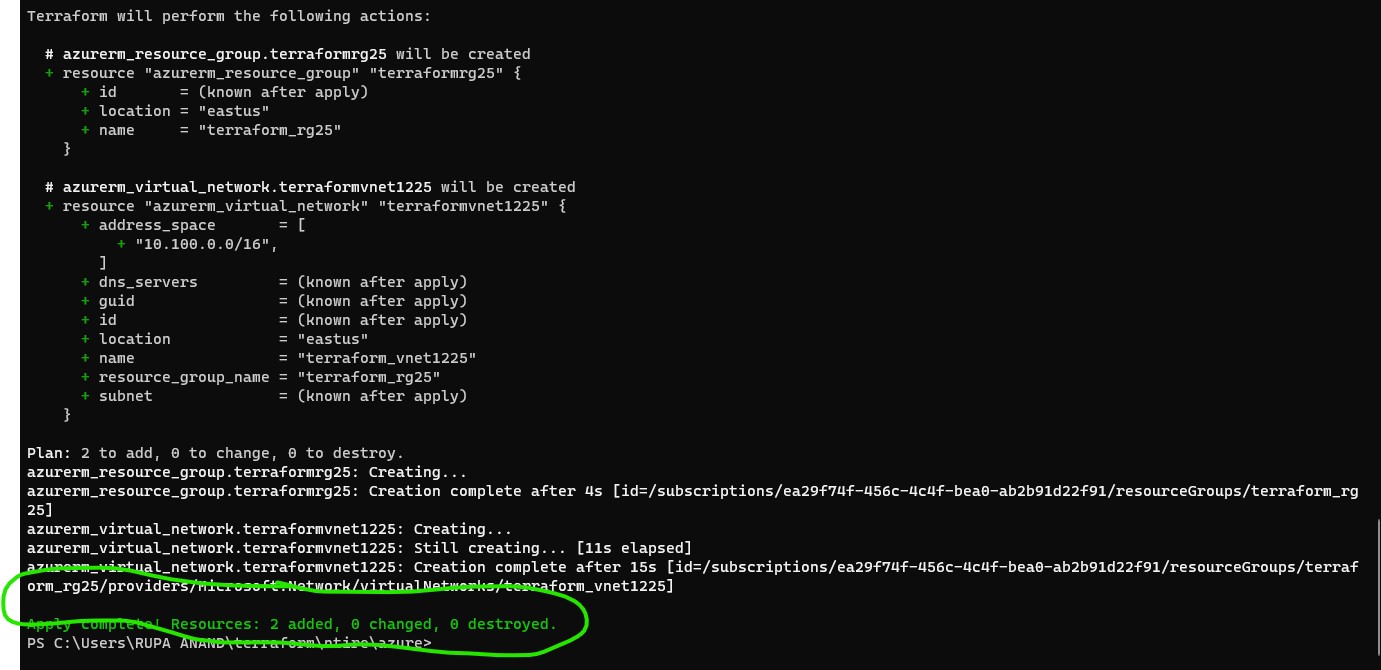 Terraform will perform the following actions:
# azurerm_resource_group.terraformrg25 will be created
+ resource "azurerm_resource_group" "terraformrg25" {
+ id       = (known after apply)
+ location = "eastus"
+ name     = "terraform_rg25"
}
# azurerm_virtual_network.terraformvnet1225 will be created
+ resource "azurerm_virtual_network" "terraformvnet1225" {
+ address_space       = [
+ "10.100.0.0/16",
]
+ dns_servers         = (known after apply)
+ guid                = (known after apply)
+ id                  = (known after apply)
+ location            = "eastus"
+ name                = "terraform_vnet1225"
+ resource_group_name = "terraform_rg25"
+ subnet              = (known after apply)
}
Plan: 2 to add, 0 to change, 0 to destroy.
azurerm_resource_group.terraformrg25: Creating...
azurerm_resource_group.terraformrg25: Creation complete after 4s [id=/subscriptions/ea29f74f-456c-4c4f-bea0-ab2b91d22f91/resourceGroups/terraform_rg
25]
azurerm_virtual_network.terraformvnet1225: Creating...
azurerm_virtual_network.terraformvnet1225: Still creating... [11s elapsed]
azurerm_virtual_network.terraformvnet1225: Creation complete after 15s [id=/subscriptions/ea29f74f-456c-4c4f-bea0-ab2b91d22f91/resourceGroups/terraf
orm_rg25/providers/Microsoft.Network/virtualNetworks/terraform_vnet1225]
Apply complete! Resources: 2 added, 0 changed, 0 destroyed.
PS C:\Users\RUPA ANAND\terraform\ntire\azure>